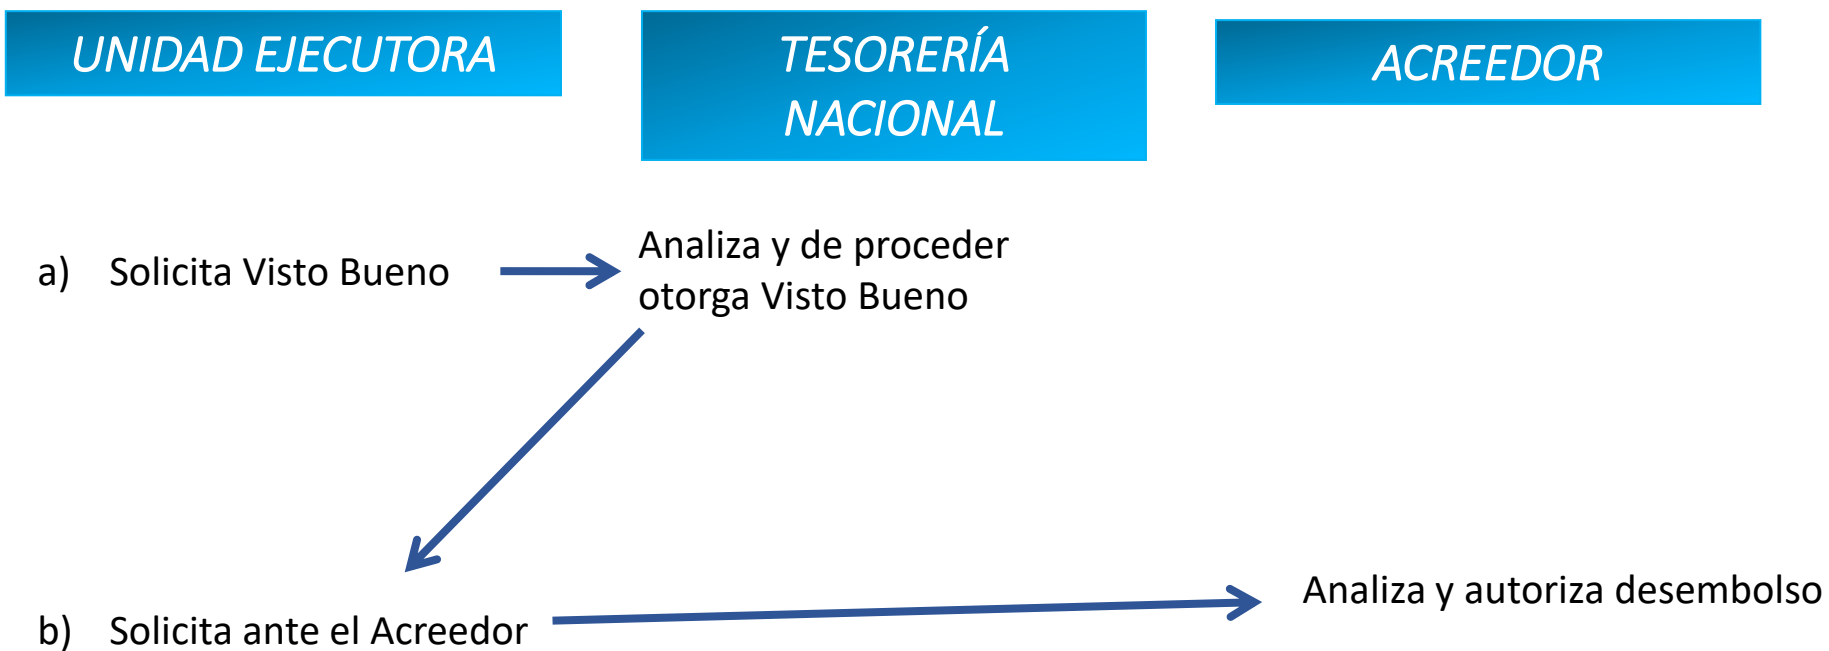 UNIDAD EJECUTORA
TESORERÍA
NACIONAL
ACREEDOR
a) Solicita Visto Bueno
Analiza y de proceder
otorga Visto Bueno
b) Solicita ante el Acreedor
Analiza y autoriza desembolso